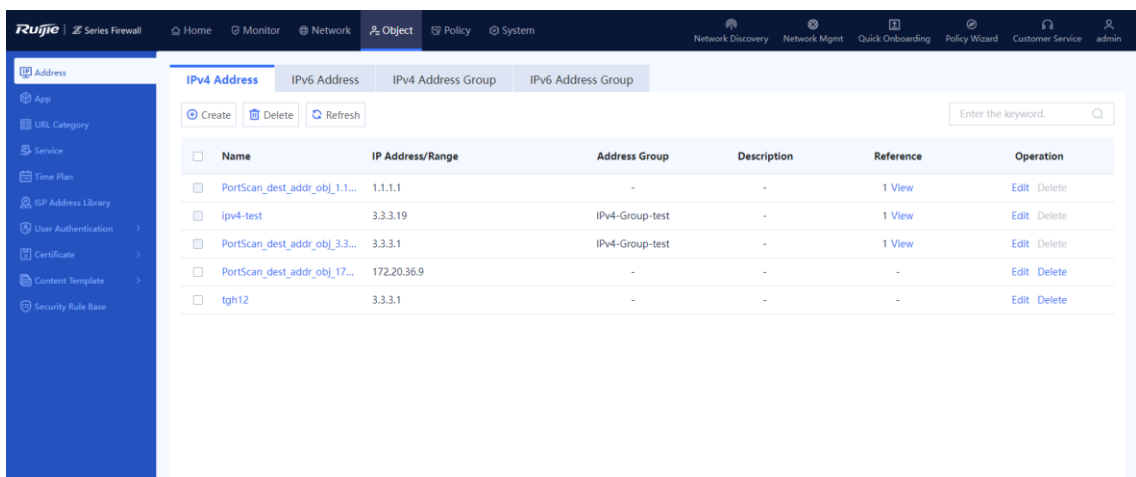 Ruijie | Z Series Firewall Home Monitor Network Object Policy System Network Discovery Network Mgmt Quick Onboarding Policy Wizard Customer Service admin
Address
App
URL Category
Service
Time Plan
ISP Address Library
User Authentication
Certificate
Content Template
Security Rule Base
IPv4 Address IPv6 Address IPv4 Address Group IPv6 Address Group
Create Delete Refresh Enter the keyword.
Name IP Address/Range Address Group Description Reference Operation
PortScan_dest_addr_obj_1.1... 1.1.1.1 - - 1 View Edit Delete
ipv4-test 3.3.3.19 IPv4-Group-test - 1 View Edit Delete
PortScan_dest_addr_obj_3.3... 3.3.3.1 IPv4-Group-test - 1 View Edit Delete
PortScan_dest_addr_obj_17... 172.20.36.9 - - - Edit Delete
tgh12 3.3.3.1 - - - Edit Delete